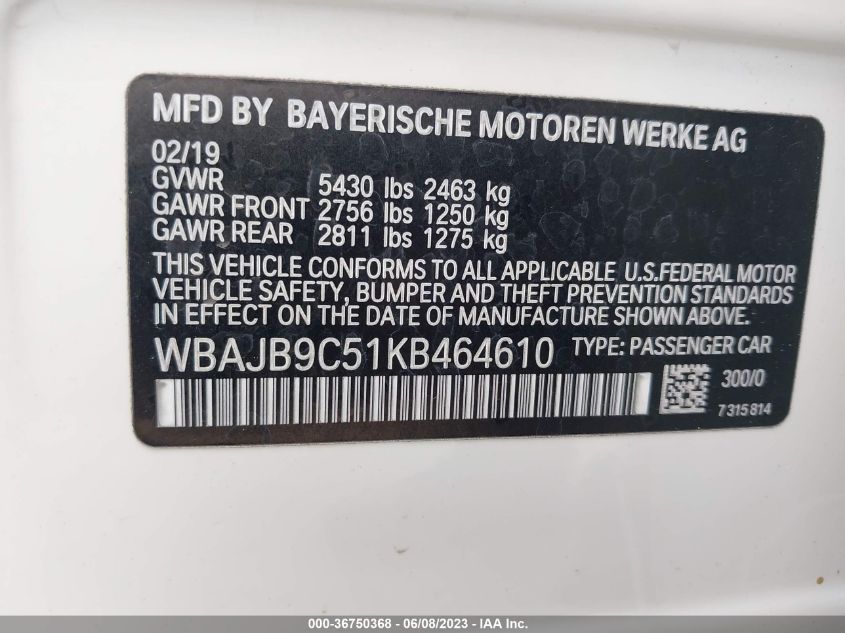 MFD BY BAYERISCHE MOTOREN WERKE AG
02/19
GVWR 5430 lbs 2463 kg
GAWR FRONT 2756 lbs 1250 kg
GAWR REAR 2811 lbs 1275 kg
THIS VEHICLE CONFORMS TO ALL APPLICABLE U.S.FEDERAL MOTOR
VEHICLE SAFETY, BUMPER AND THEFT PREVENTION STANDARDS
IN EFFECT ON THE DATE OF MANUFACTURE SHOWN ABOVE.
WBAJB9C51KB464610 TYPE: PASSENGER CAR
300/0
7315814
000-36750368 - 06/08/2023 - IAA Inc.